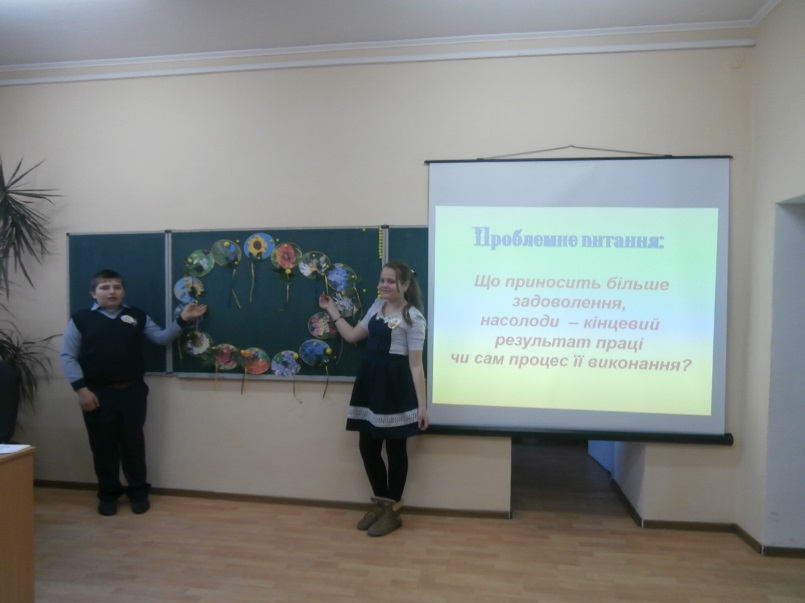 Проблемне питання:
Що приносить більше
задоволення,
насолоди – кінцевий
результат праці
чи сам процес її виконання?